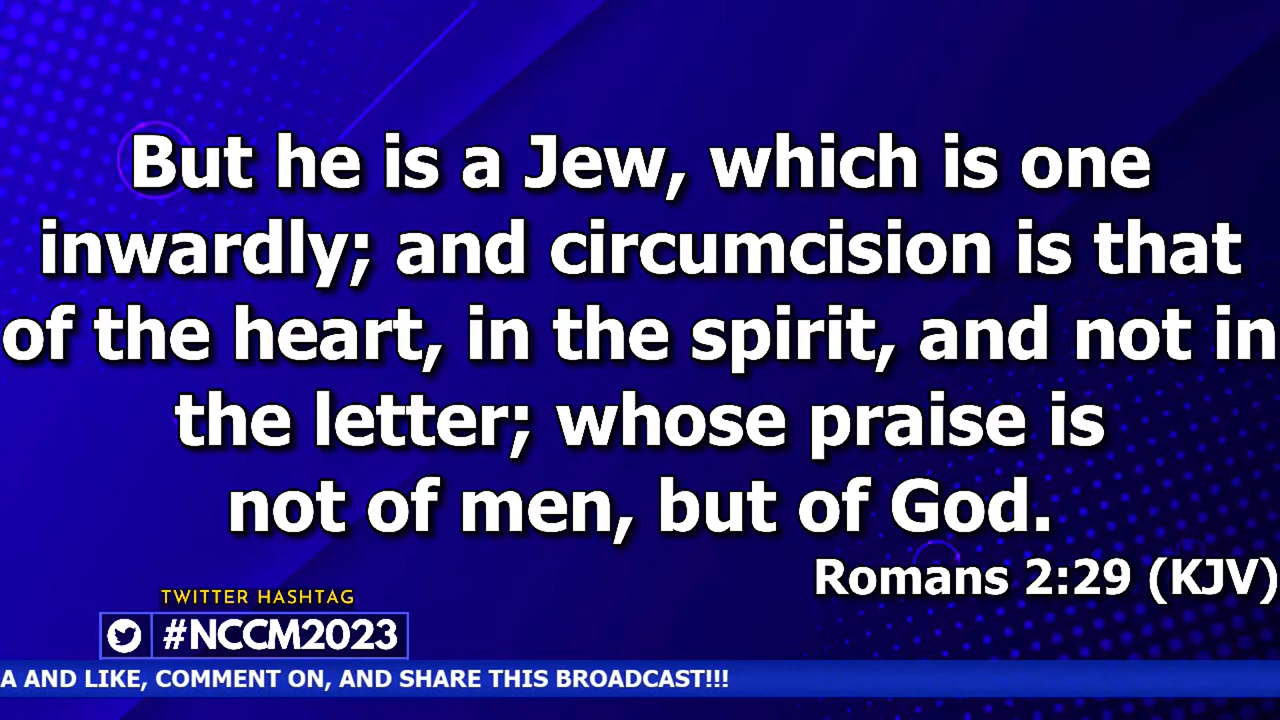 But he is a Jew, which is one
inwardly; and circumcision is that
of the heart, in the spirit, and not in
the letter; whose praise is
not of men, but of God.
Romans 2:29 (KJV)
TWITTER HASHTAG
#NCCM2023
A AND LIKE, COMMENT ON, AND SHARE THIS BROADCAST!!!